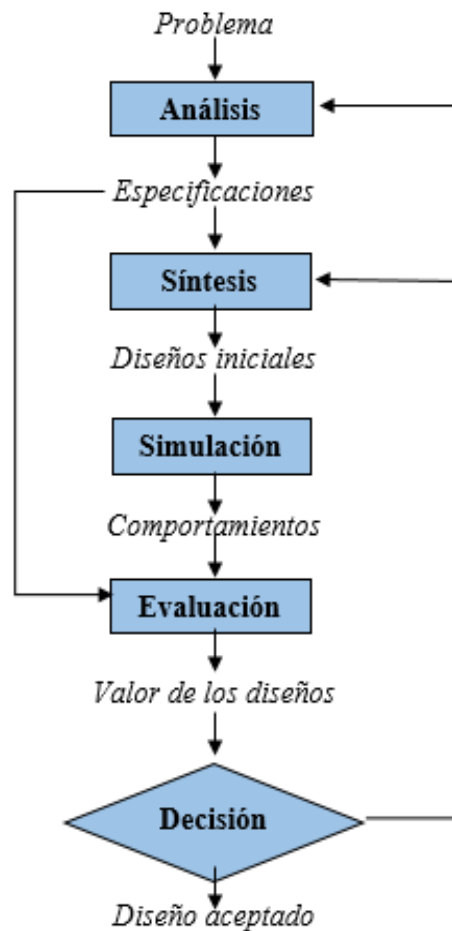 Problema
Análisis
Especificaciones
Síntesis
Diseños iniciales
Simulación
Comportamientos
Evaluación
Valor de los diseños
Decisión
Diseño aceptado